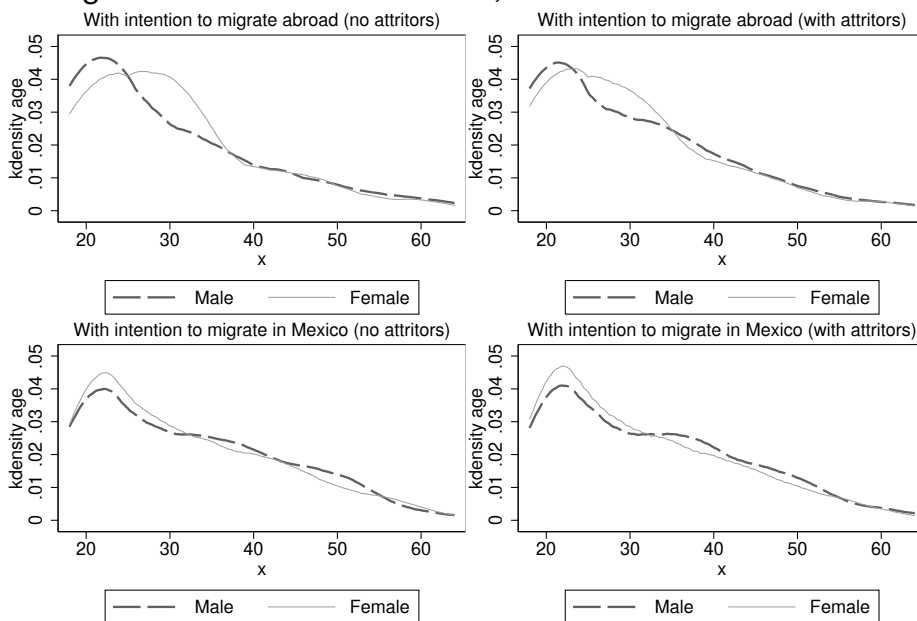 With intention to migrate abroad (no attritors)
kdensity age
0 .01 .02 .03 .04 .05
20 30 40 50 60
x
Male Female
With intention to migrate abroad (with attritors)
kdensity age
0 .01 .02 .03 .04 .05
20 30 40 50 60
x
Male Female
With intention to migrate in Mexico (no attritors)
kdensity age
0 .01 .02 .03 .04 .05
20 30 40 50 60
x
Male Female
With intention to migrate in Mexico (with attritors)
kdensity age
0 .01 .02 .03 .04 .05
20 30 40 50 60
x
Male Female